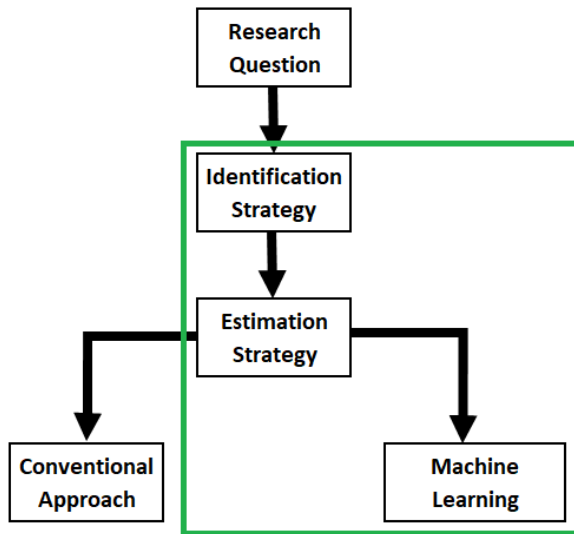 Research
Question
Identification
Strategy
Estimation
Strategy
Conventional
Approach
Machine
Learning